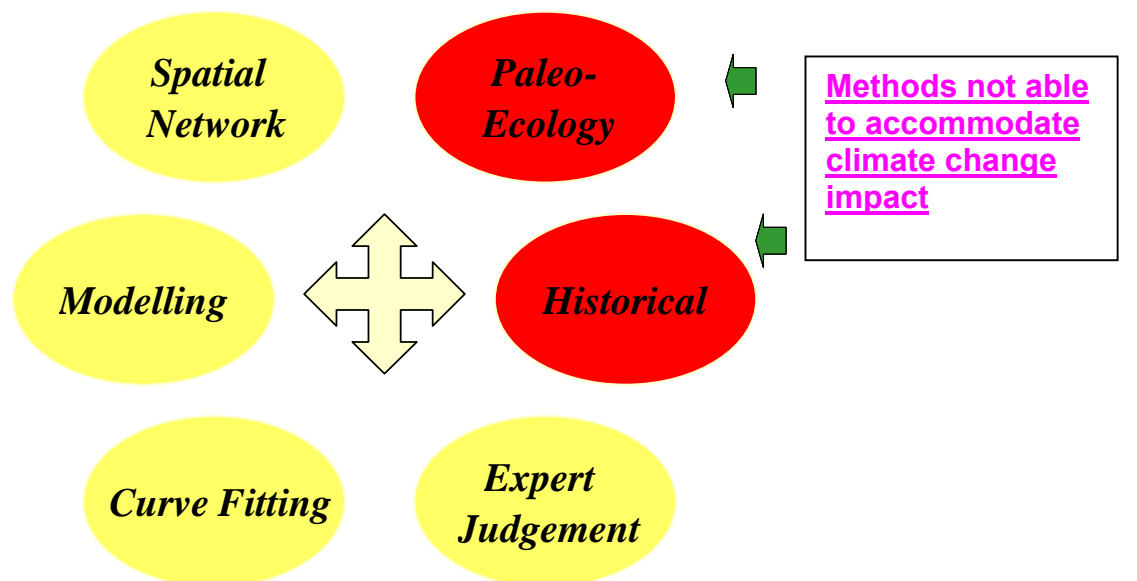 Spatial
Network
Paleo-
Ecology
Methods not able
to accommodate
climate change
impact
Modelling
Historical
Curve Fitting
Expert
Judgement